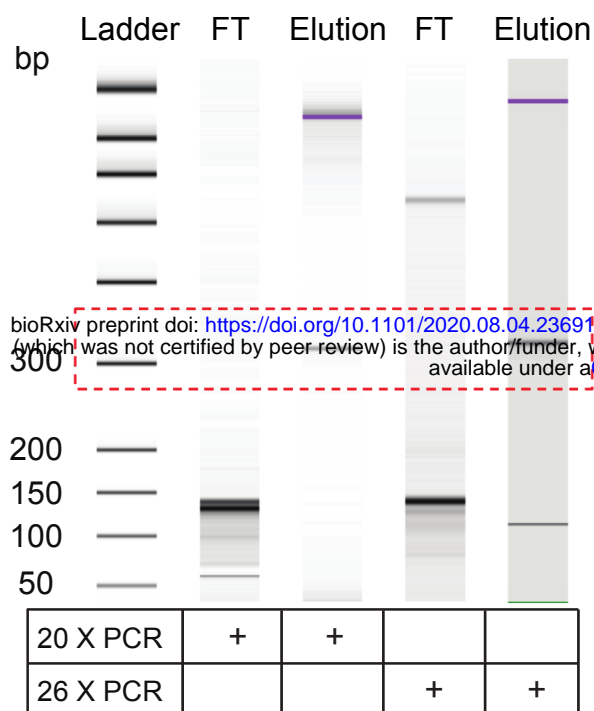 Ladder FT Elution FT Elution
bp
bioRxiv preprint doi: https://doi.org/10.1101/2020.08.04.23691
(which was not certified by peer review) is the author/funder,
available under a
300
200
150
100
50
20 X PCR + +
26 X PCR + +